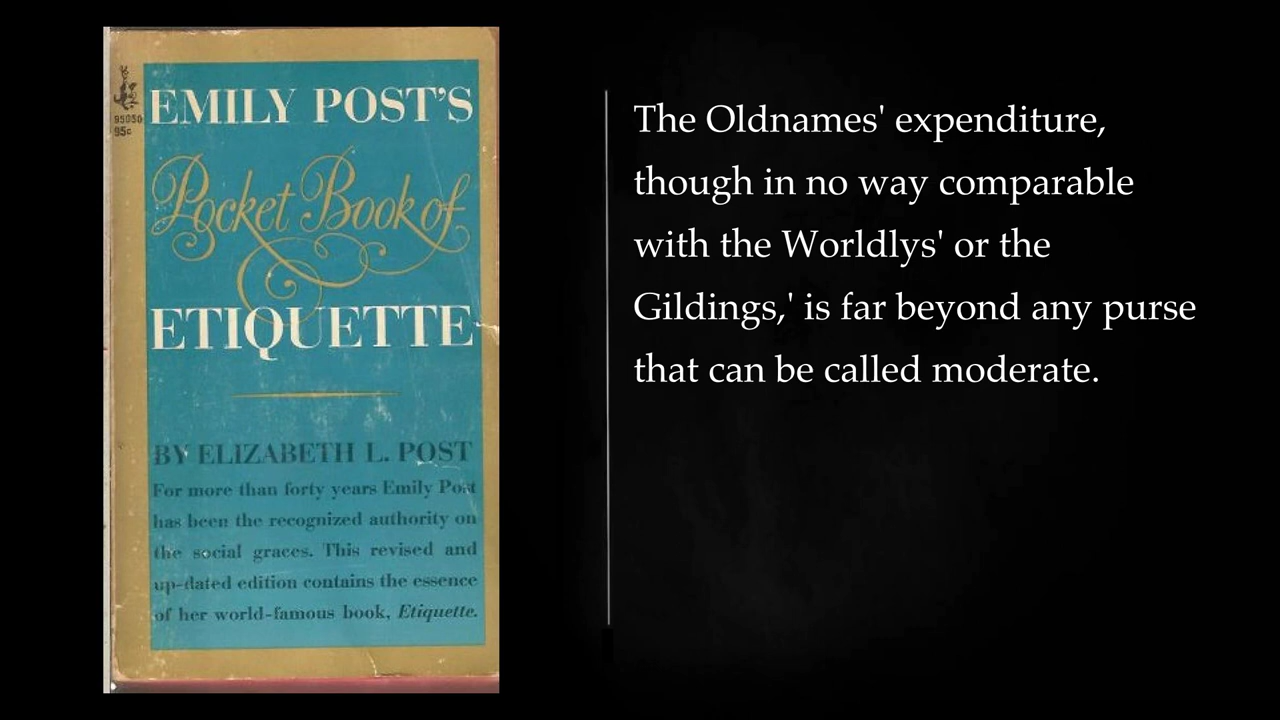 EMILY POST'S
95050
95c
Pocket Book of
ETIQUETTE
BY ELIZABETH L. POST
For more than forty years Emily Post
has been the recognized authority on
the social graces. This revised and
up-dated edition contains the essence
of her world-famous book, Etiquette.
The Oldnames' expenditure,
though in no way comparable
with the Worldlys' or the
Gildings,' is far beyond any purse
that can be called moderate.